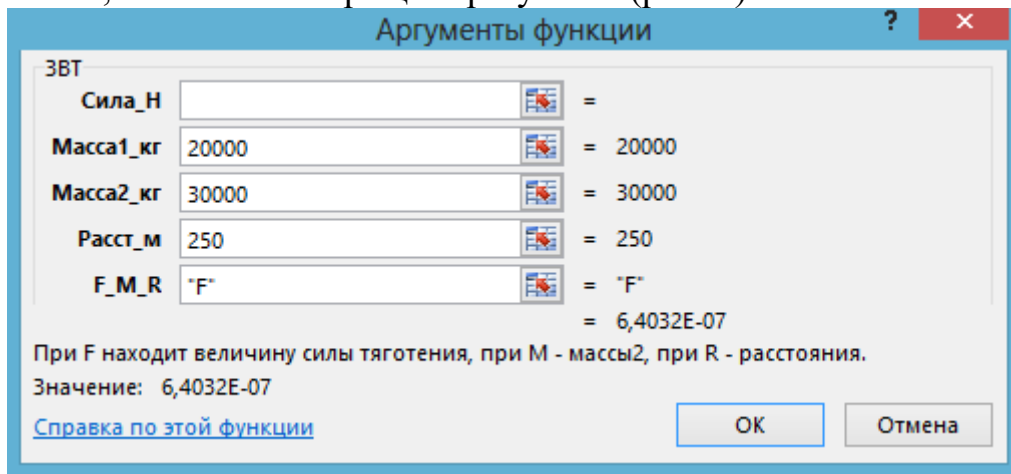 Аргументы функции ? ×
ЗВТ
Сила_Н =
Масса1_кг 20000 = 20000
Масса2_кг 30000 = 30000
Расст_м 250 = 250
F_M_R "F" = "F"
= 6,4032E-07
При F находит величину силы тяготения, при M - массы2, при R - расстояния.
Значение: 6,4032E-07
Справка по этой функции ОК Отмена